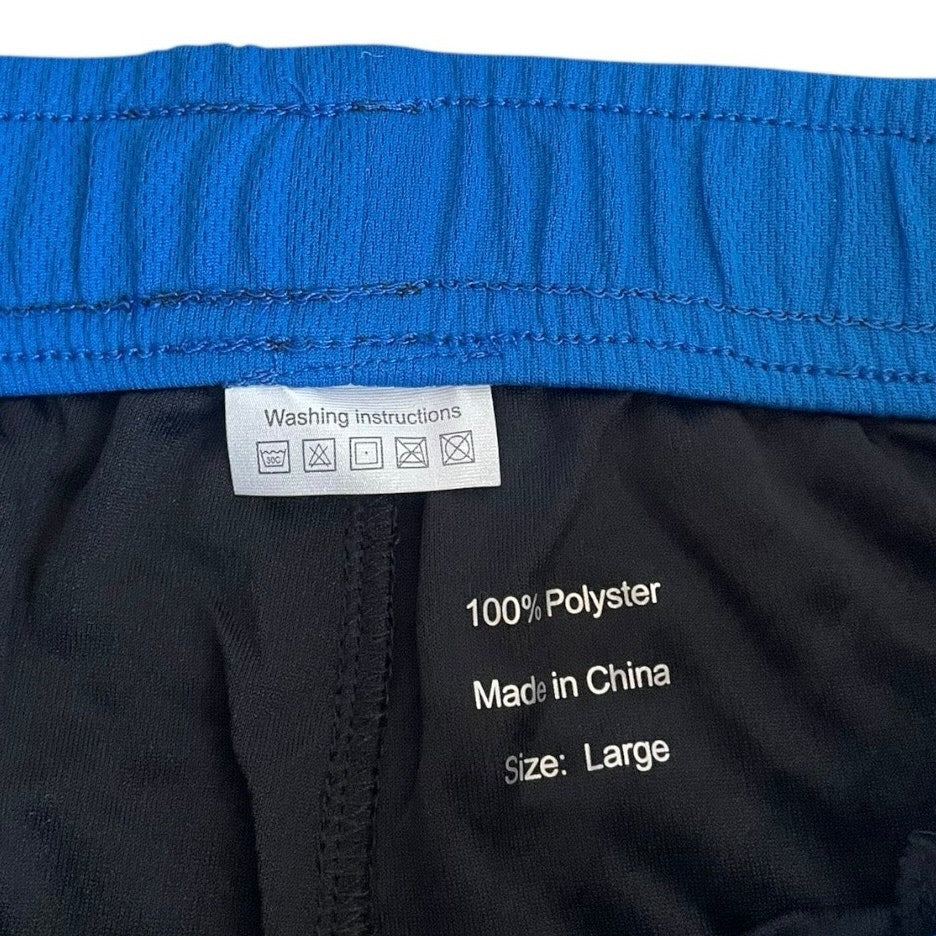 Washing instructions
30C
100% Polyster
Made in China
Size: Large